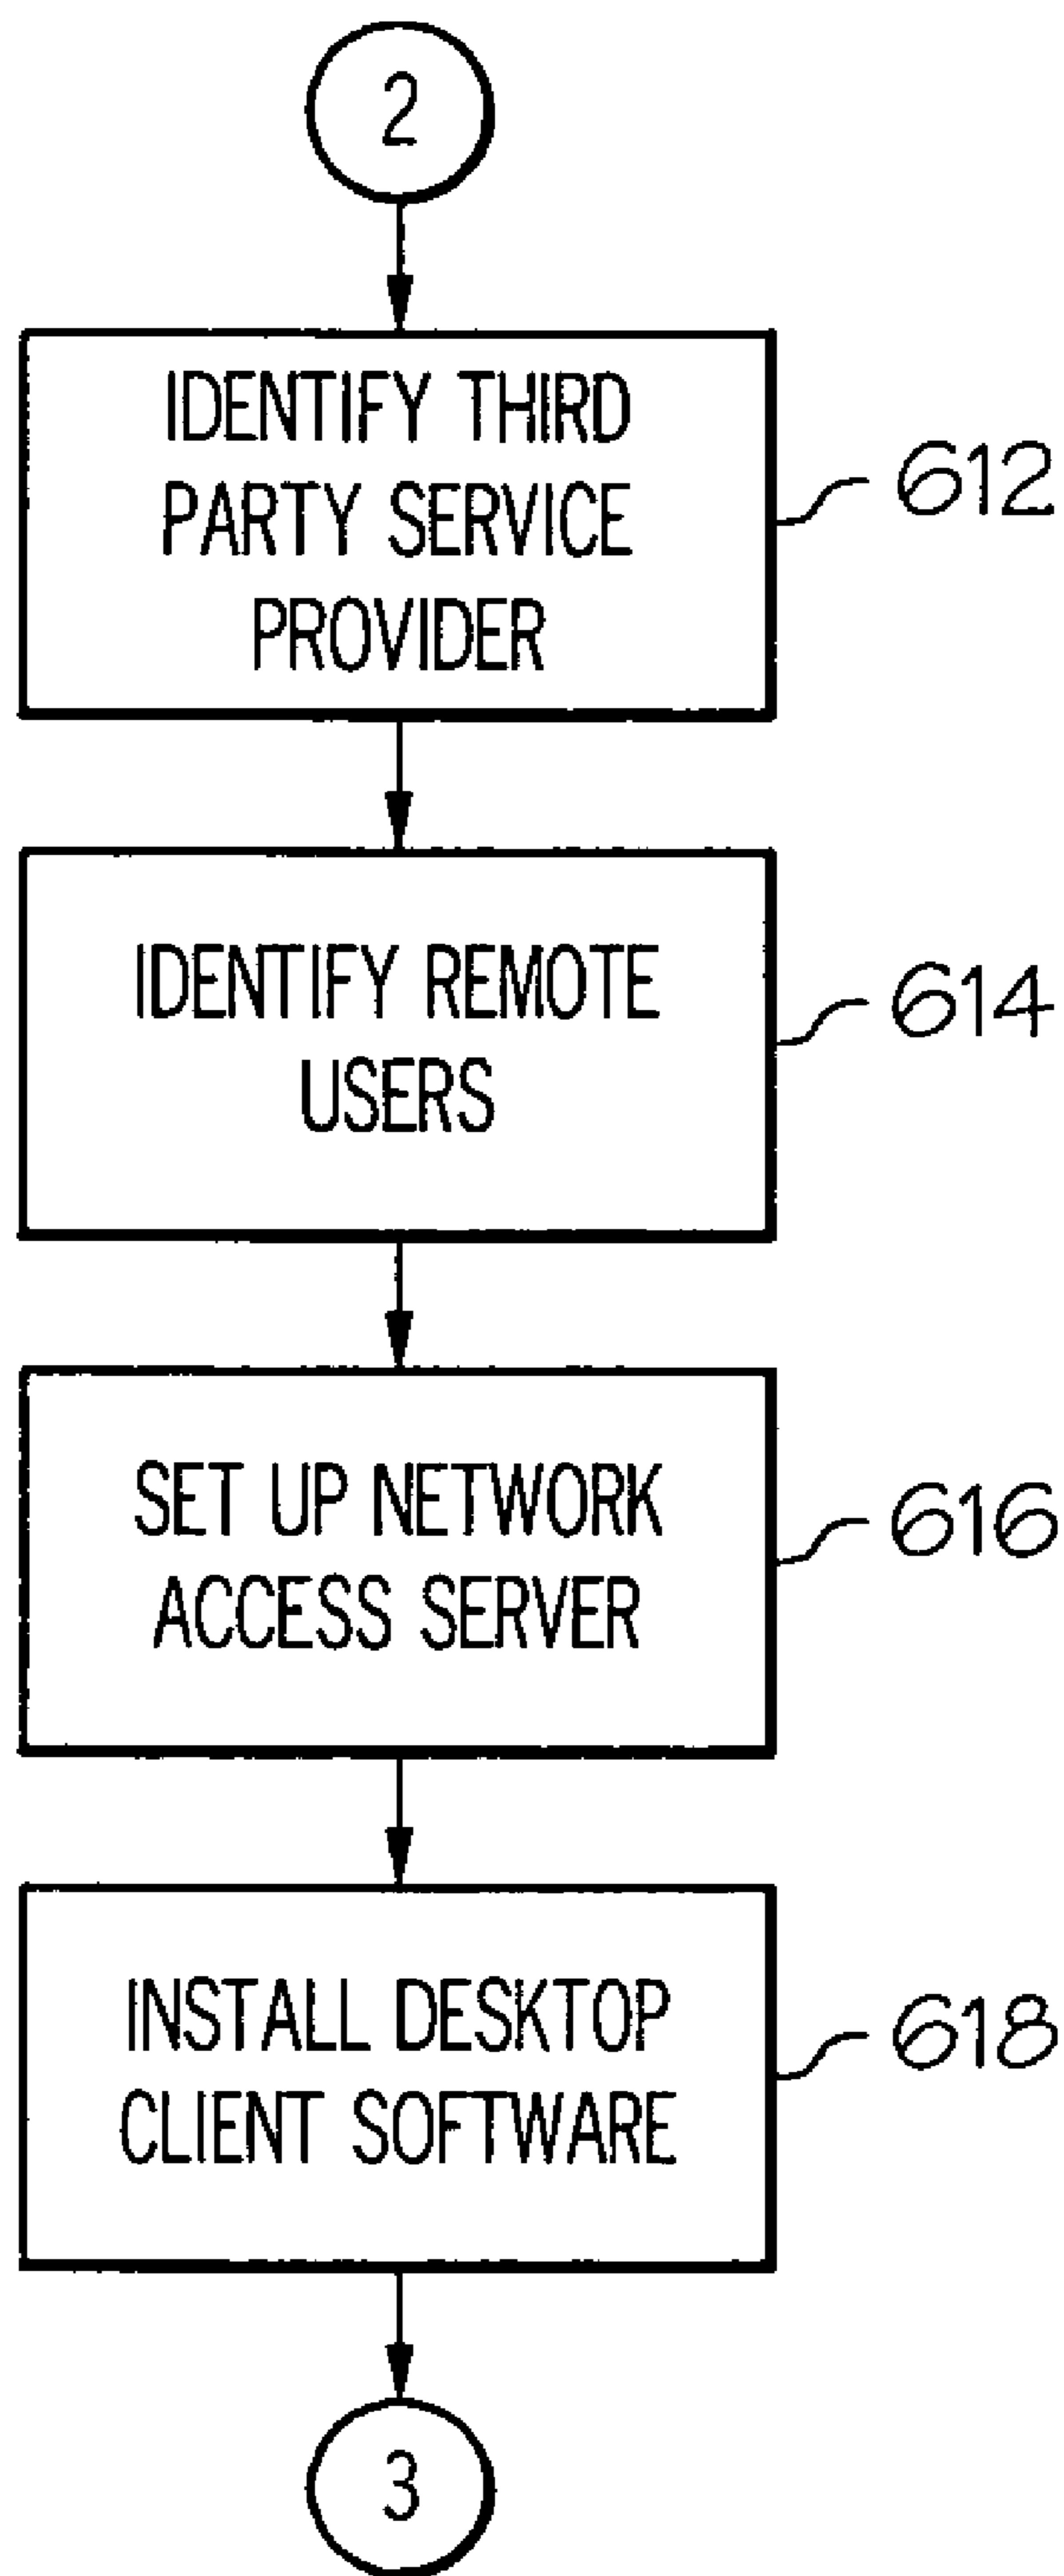 2
IDENTIFY THIRD
PARTY SERVICE
PROVIDER
612
IDENTIFY REMOTE
USERS
614
SET UP NETWORK
ACCESS SERVER
616
INSTALL DESKTOP
CLIENT SOFTWARE
618
3